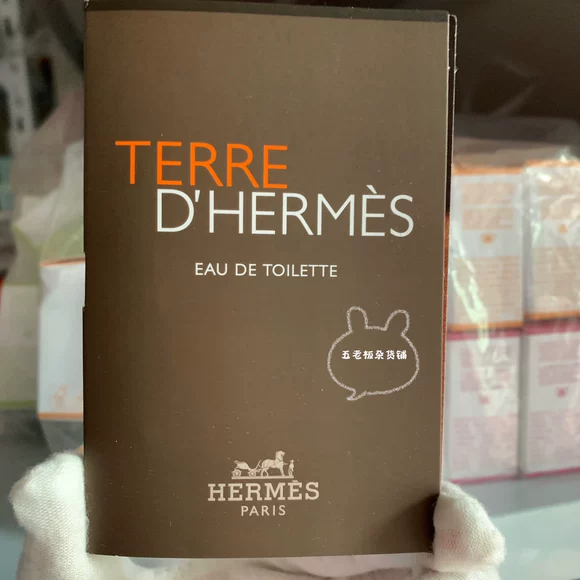 TERRE
D'HERMÈS
EAU DE TOILETTE
五老板杂货铺
HERMÈS
PARIS